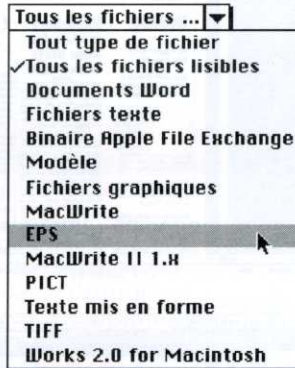 Tous les fichiers ...
Tout type de fichier
✓Tous les fichiers lisibles
Documents Word
Fichiers texte
Binaire Apple File Exchange
Modèle
Fichiers graphiques
MacWrite
EPS
MacWrite II 1.x
PICT
Texte mis en forme
TIFF
Works 2.0 for Macintosh